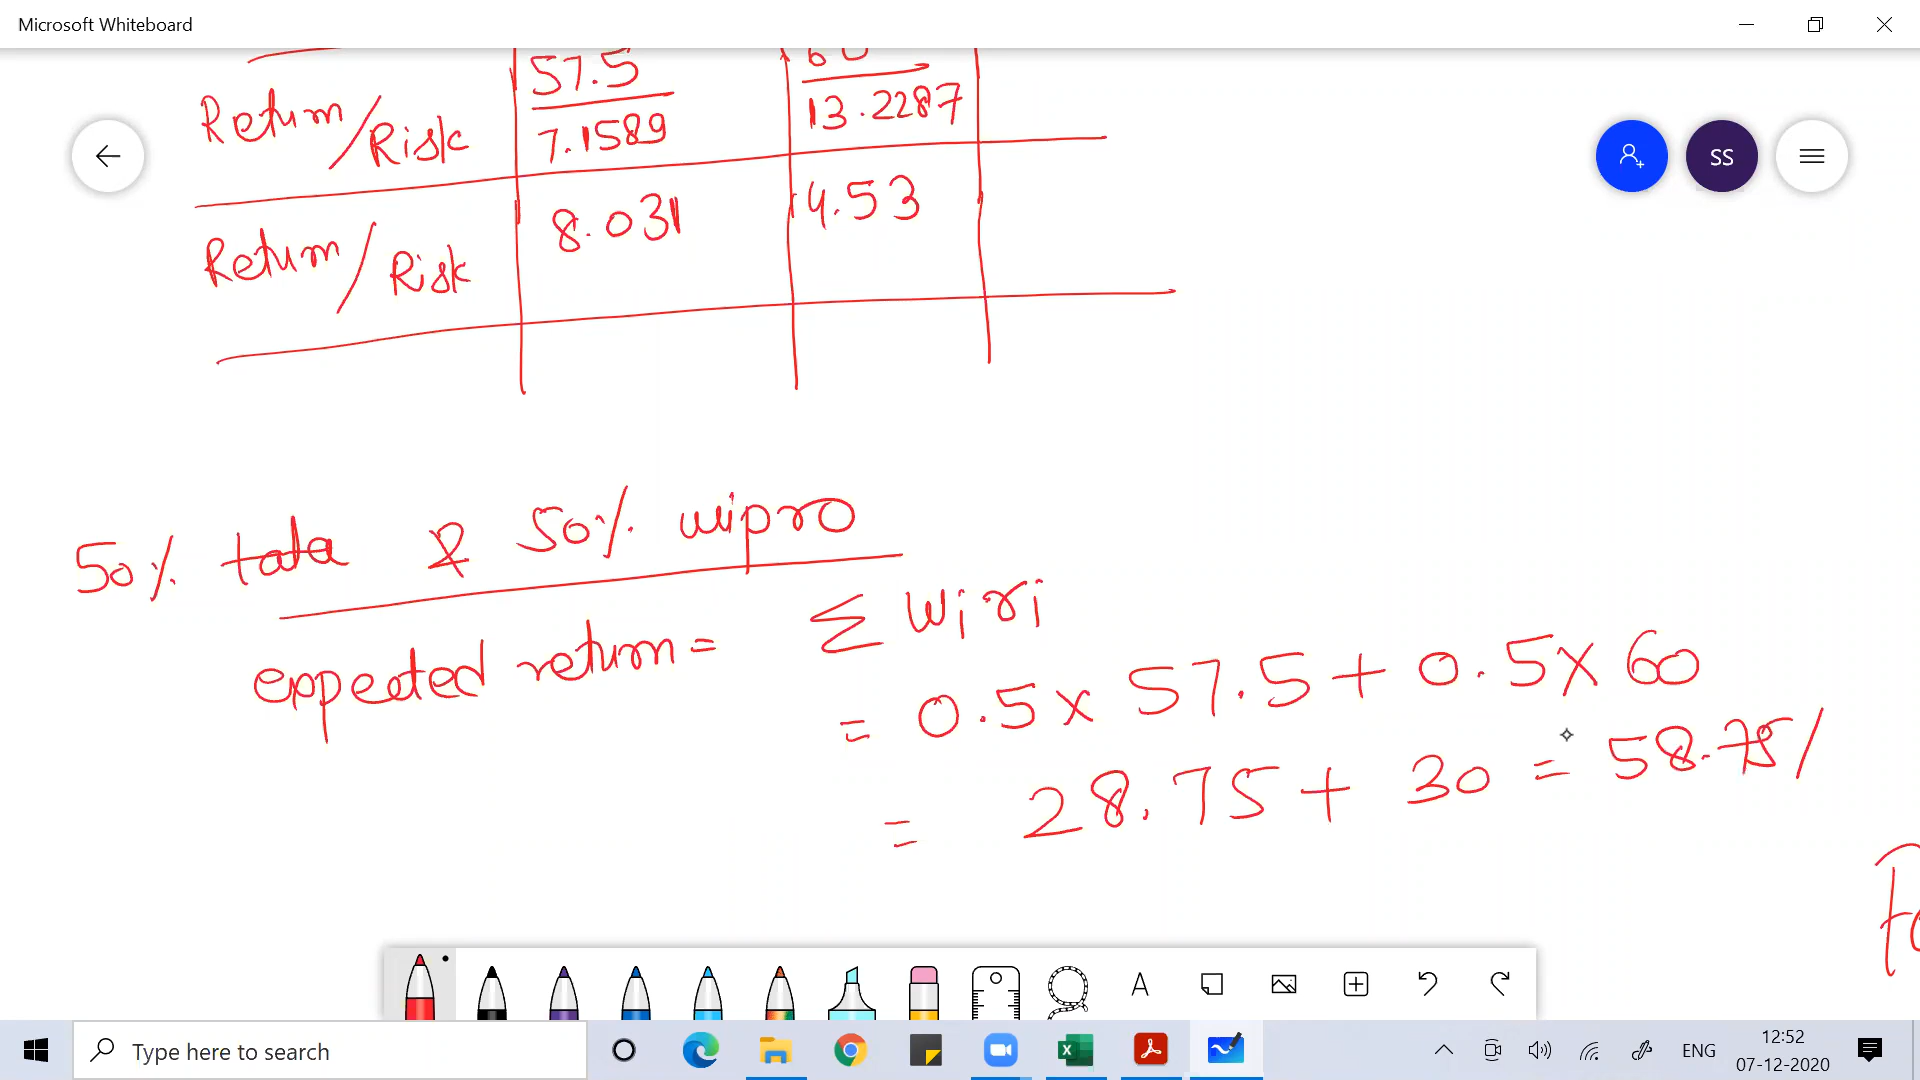 Microsoft Whiteboard
57.5
60
Return/Risk
7.1589
13.2287
SS
Return/Risk 8.031 4.53
50% tata & 50% wipro
expected return = Σ wiri
= 0.5 x 57.5 + 0.5 x 60
= 28.75 + 30 = 58.75/
Type here to search
ENG
12:52
07-12-2020